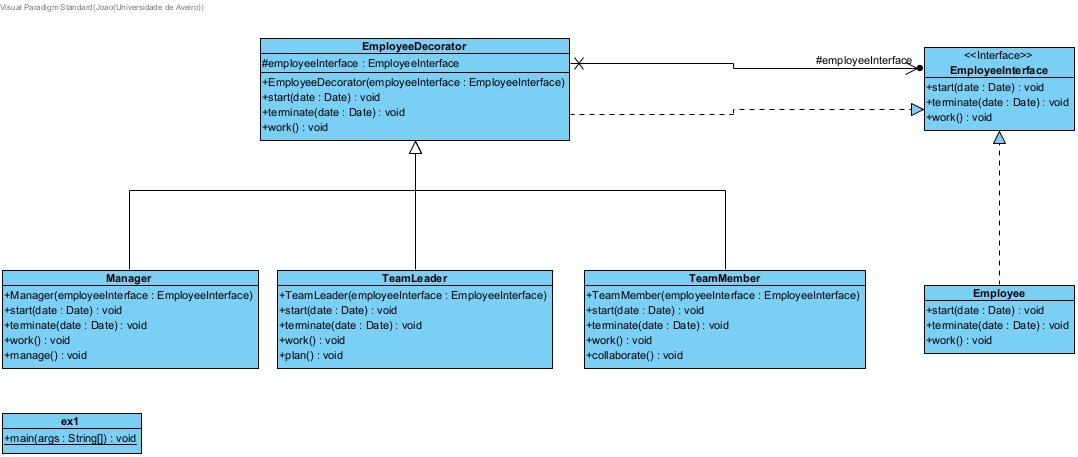 Visual Paradigm Standard(Joao(Universidade de Aveiro))
EmployeeDecorator
#employeeInterface : EmployeeInterface
+EmployeeDecorator(employeeInterface : EmployeeInterface)
+start(date : Date) : void
+terminate(date : Date) : void
+work() : void
#employeeInterface
<<Interface>>
EmployeeInterface
+start(date : Date) : void
+terminate(date : Date) : void
+work() : void
Manager
+Manager(employeeInterface : EmployeeInterface)
+start(date : Date) : void
+terminate(date : Date) : void
+work() : void
+manage() : void
TeamLeader
+TeamLeader(employeeInterface : EmployeeInterface)
+start(date : Date) : void
+terminate(date : Date) : void
+work() : void
+plan() : void
TeamMember
+TeamMember(employeeInterface : EmployeeInterface)
+start(date : Date) : void
+terminate(date : Date) : void
+work() : void
+collaborate() : void
Employee
+start(date : Date) : void
+terminate(date : Date) : void
+work() : void
ex1
+main(args : String[]) : void